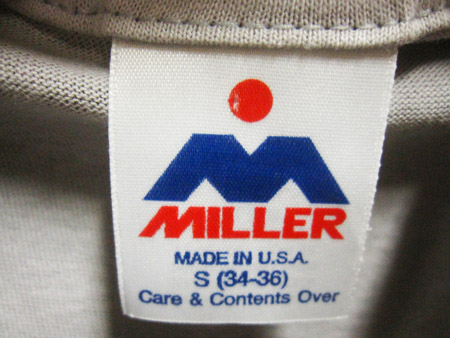 MILLER
MADE IN U.S.A.
S (34-36)
Care & Contents Over